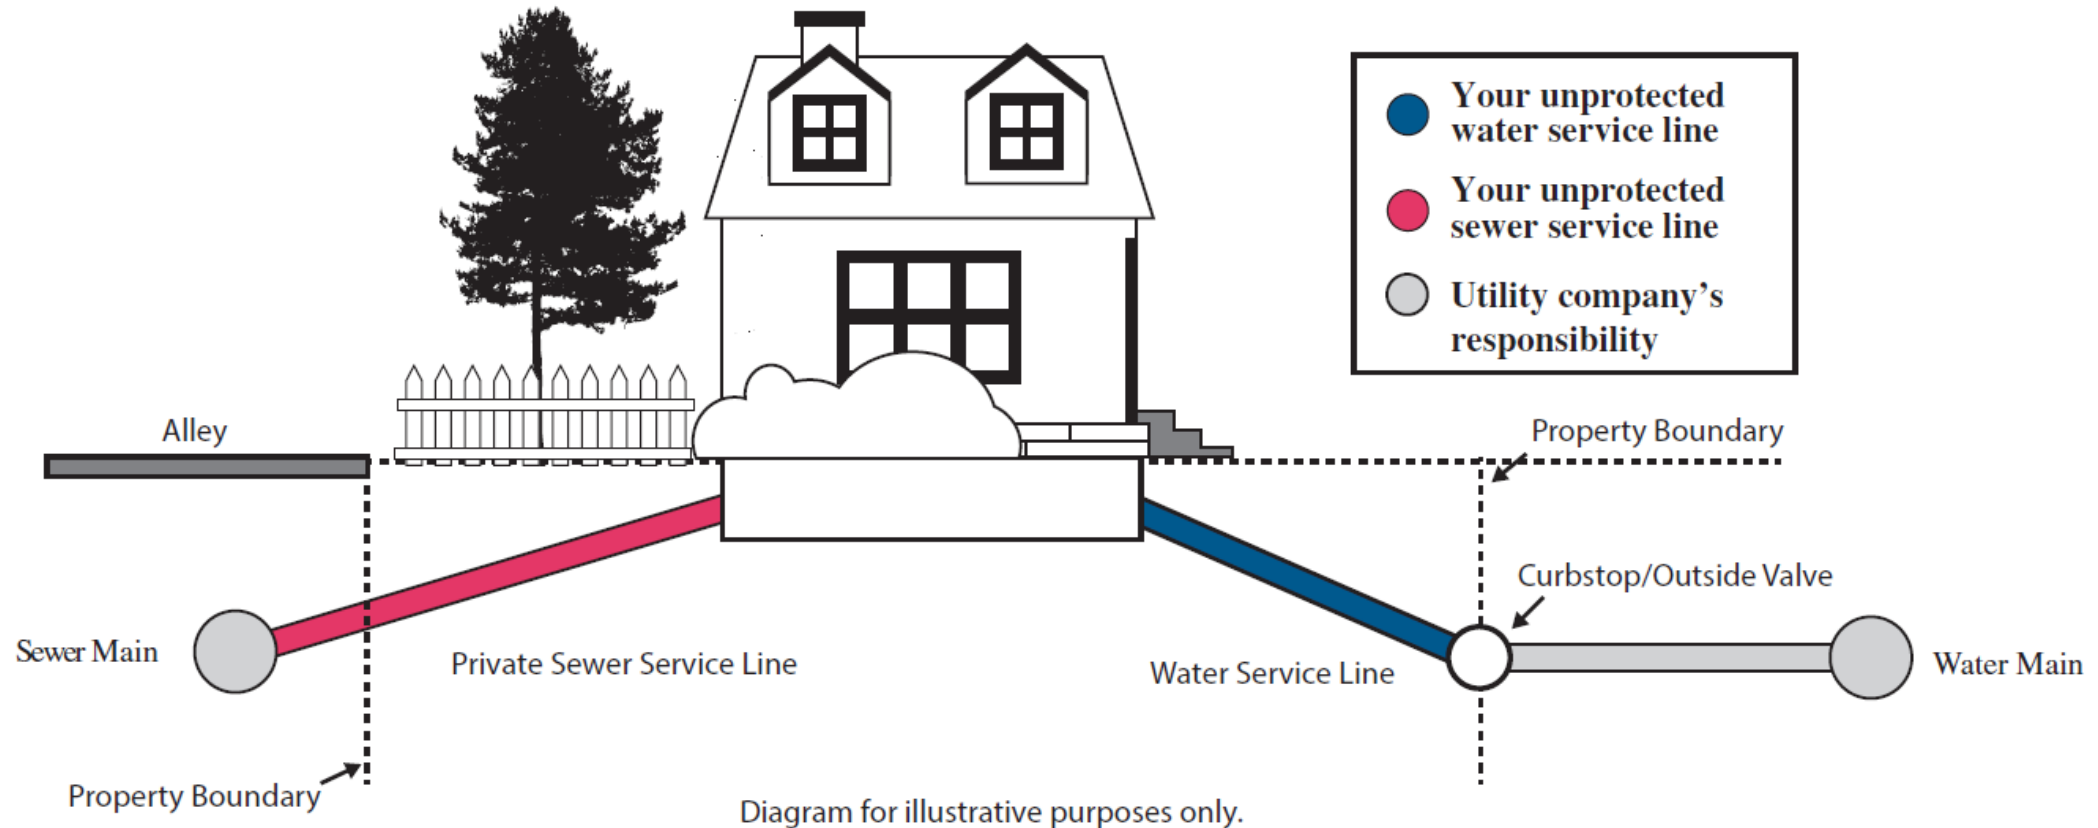 Your unprotected
water service line
Your unprotected
sewer service line
Utility company's
responsibility
Alley
Property Boundary
Curbstop/Outside Valve
Sewer Main
Private Sewer Service Line
Water Service Line
Water Main
Property Boundary
Diagram for illustrative purposes only.